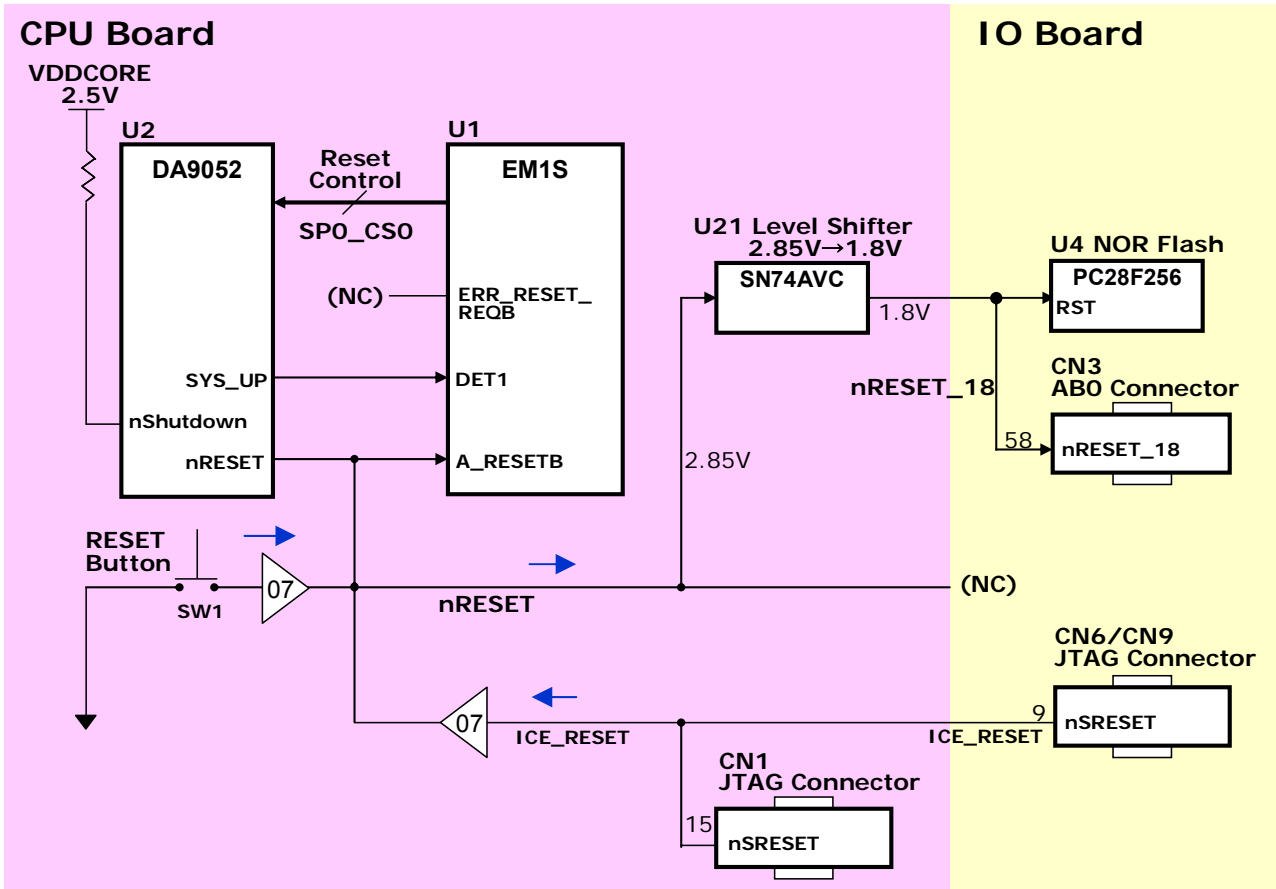 CPU Board
IO Board
VDDCORE
2.5V
U2
U1
DA9052
Reset
Control
EM1S
SP0_CS0
U21 Level Shifter
2.85V→1.8V
U4 NOR Flash
SN74AVC
PC28F256
(NC)
ERR_RESET_
REQB
1.8V
RST
SYS_UP
DET1
nRESET_18
CN3
AB0 Connector
nShutdown
58
nRESET_18
nRESET
A_RESETB
2.85V
RESET
Button
07
SW1
nRESET
(NC)
CN6/CN9
JTAG Connector
07
ICE_RESET
9
ICE_RESET
nSRESET
CN1
JTAG Connector
15
nSRESET